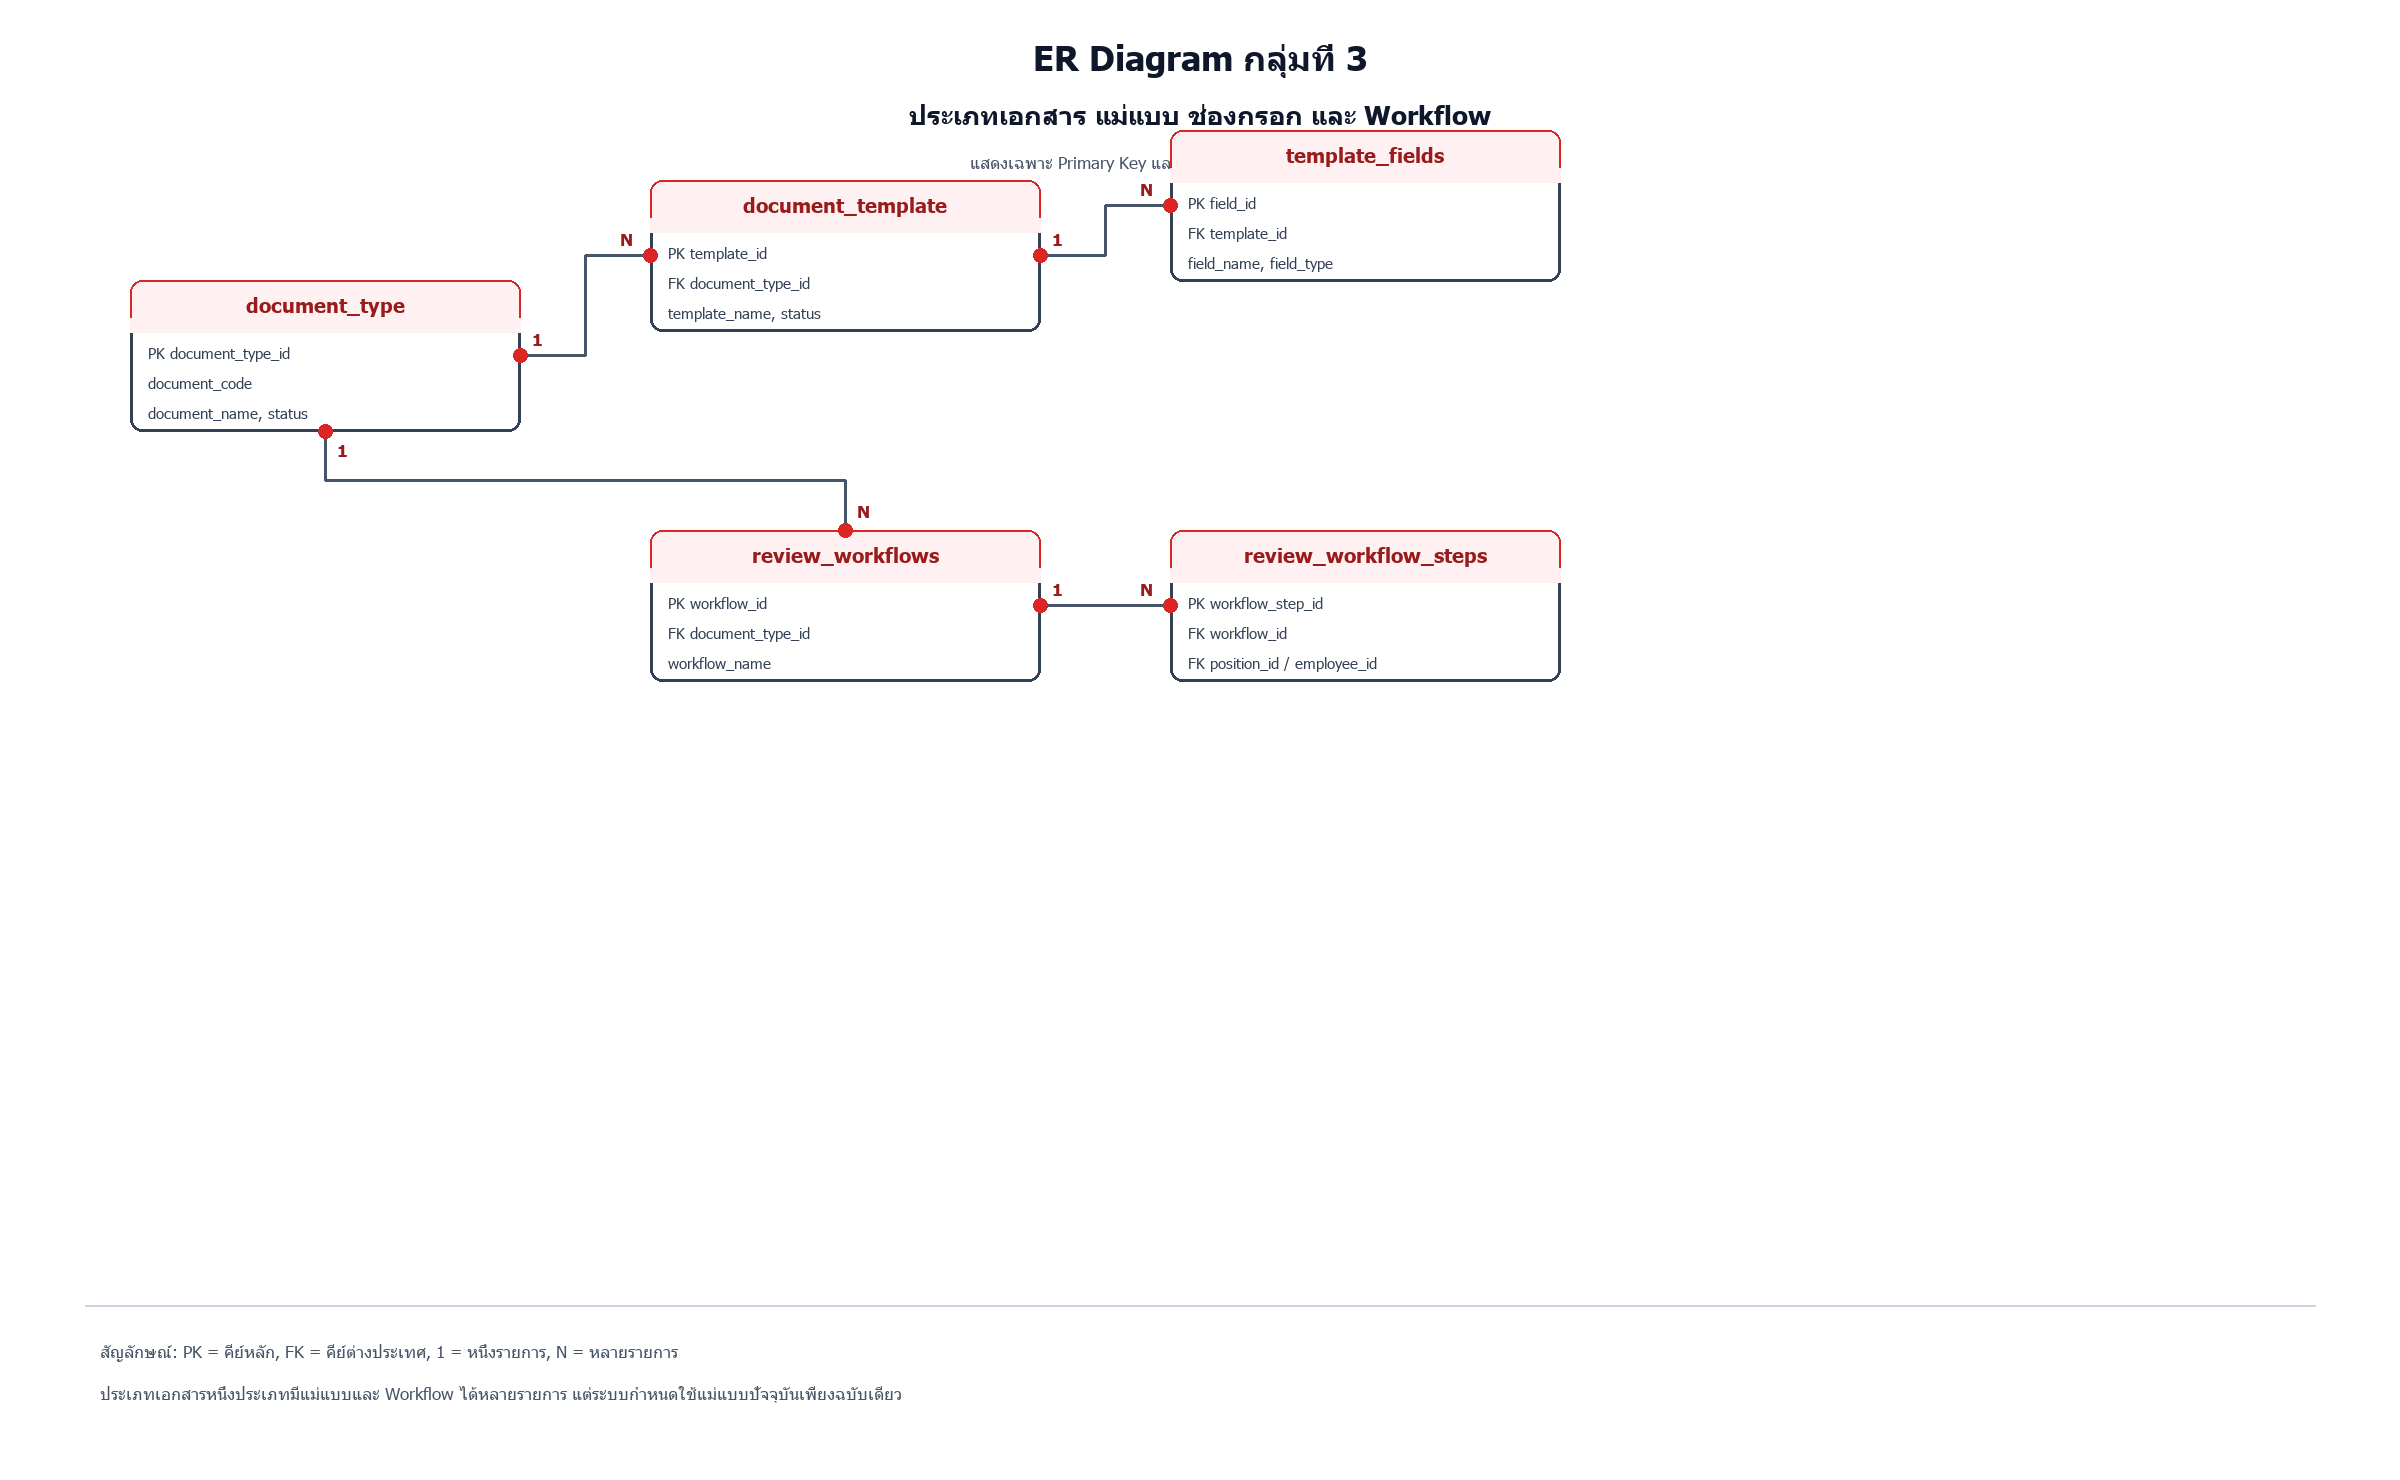 ER Diagram กลุ่มที่ 3
ประเภทเอกสาร แม่แบบ ช่องกรอก และ Workflow
แสดงเฉพาะ Primary Key แล
template_fields
N
PK field_id
FK template_id
field_name, field_type
document_template
N
1
PK template_id
FK document_type_id
template_name, status
document_type
1
PK document_type_id
document_code
document_name, status
1
N
review_workflows
1
PK workflow_id
FK document_type_id
workflow_name
review_workflow_steps
N
PK workflow_step_id
FK workflow_id
FK position_id / employee_id
สัญลักษณ์: PK = คีย์หลัก, FK = คีย์ต่างประเทศ, 1 = หนึ่งรายการ, N = หลายรายการ
ประเภทเอกสารหนึ่งประเภทมีแม่แบบและ Workflow ได้หลายรายการ แต่ระบบกำหนดใช้แม่แบบปัจจุบันเพียงฉบับเดียว